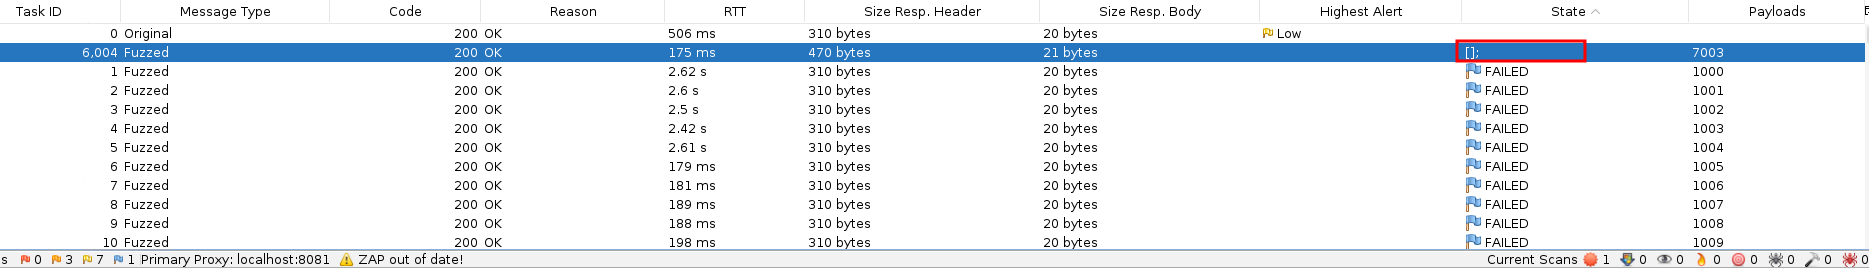 Task ID Message Type Code Reason RTT Size Resp. Header Size Resp. Body Highest Alert State Payloads
0 Original 200 OK 506 ms 310 bytes 20 bytes Low
6,004 Fuzzed 200 OK 175 ms 470 bytes 21 bytes []; 7003
1 Fuzzed 200 OK 2.62 s 310 bytes 20 bytes FAILED 1000
2 Fuzzed 200 OK 2.6 s 310 bytes 20 bytes FAILED 1001
3 Fuzzed 200 OK 2.5 s 310 bytes 20 bytes FAILED 1002
4 Fuzzed 200 OK 2.42 s 310 bytes 20 bytes FAILED 1003
5 Fuzzed 200 OK 2.61 s 310 bytes 20 bytes FAILED 1004
6 Fuzzed 200 OK 179 ms 310 bytes 20 bytes FAILED 1005
7 Fuzzed 200 OK 181 ms 310 bytes 20 bytes FAILED 1006
8 Fuzzed 200 OK 189 ms 310 bytes 20 bytes FAILED 1007
9 Fuzzed 200 OK 188 ms 310 bytes 20 bytes FAILED 1008
10 Fuzzed 200 OK 198 ms 310 bytes 20 bytes FAILED 1009
s 0 3 7 1 Primary Proxy: localhost:8081 ZAP out of date! Current Scans 1 0 0 0 0 0 0 0